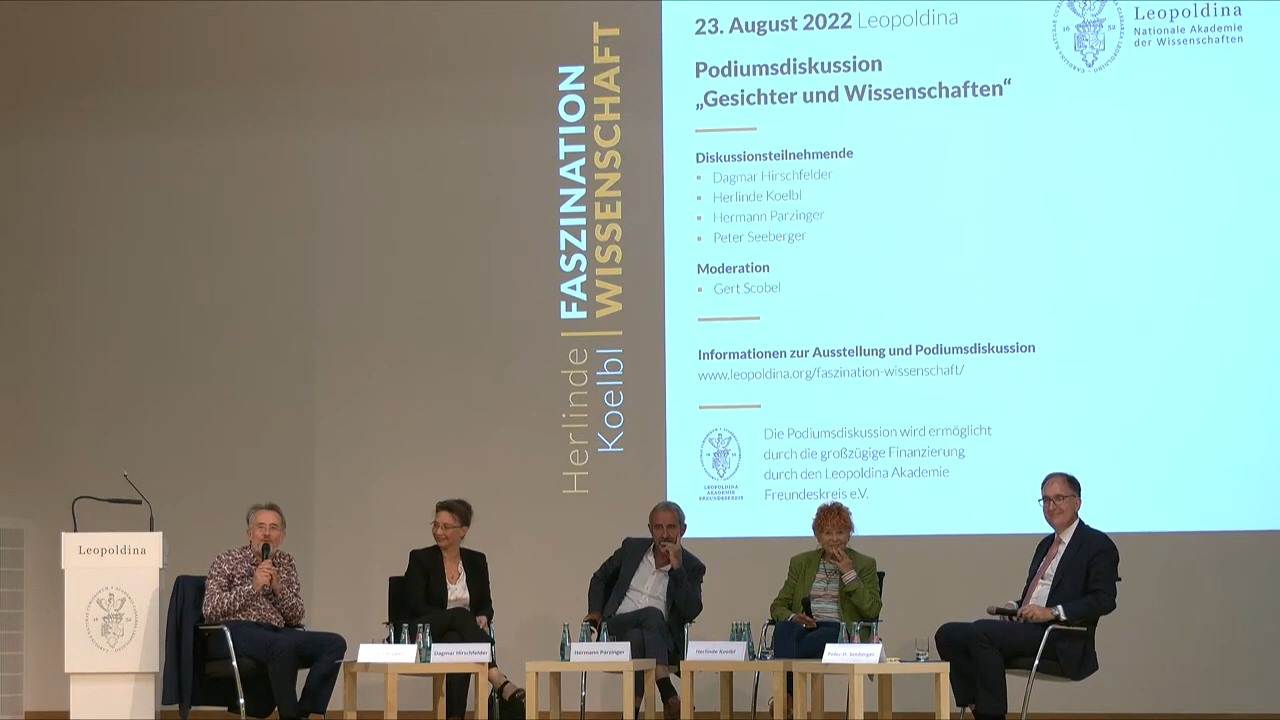 Herlinde | FASZINATION
Koelbl | WISSENSCHAFT
23. August 2022 Leopoldina
Leopoldina
Nationale Akademie
der Wissenschaften
Podiumsdiskussion
„Gesichter und Wissenschaften“
Diskussionsteilnehmende
▪ Dagmar Hirschfelder
▪ Herlinde Koelbl
▪ Hermann Parzinger
▪ Peter Seeberger
Moderation
▪ Gert Scobel
Informationen zur Ausstellung und Podiumsdiskussion
www.leopoldina.org/faszination-wissenschaft/
Die Podiumsdiskussion wird ermöglicht
durch die großzügige Finanzierung
durch den Leopoldina Akademie
Freundeskreis e.V.
LEOPOLDINA
AKADEMIE
FREUNDESKREIS
Leopoldina
Dagmar Hirschfelder
Hermann Parzinger
Herlinde Koelbl
Peter H. Seeberger